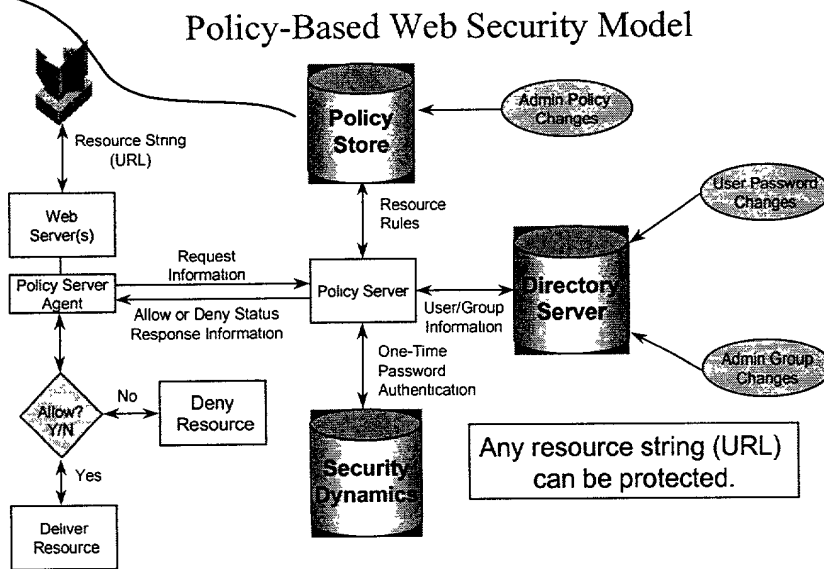 Policy-Based Web Security Model
Resource String
(URL)
Policy
Store
Admin Policy
Changes
User Password
Changes
Web
Server(s)
Resource
Rules
Request
Information
Policy Server
Agent
Policy Server
Directory
Server
Allow or Deny Status
Response Information
User/Group
Information
One-Time
Password
Authentication
Admin Group
Changes
Allow?
Y/N
No
Deny
Resource
Security
Dynamics
Any resource string (URL)
can be protected.
Yes
Deliver
Resource